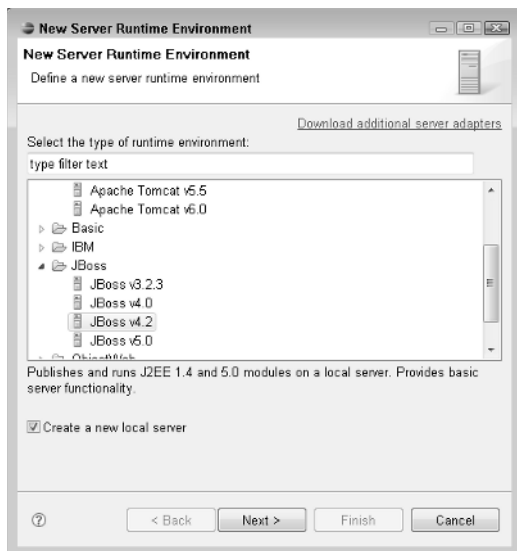 New Server Runtime Environment
New Server Runtime Environment
Define a new server runtime environment
Download additional server adapters
Select the type of runtime environment:
type filter text
Apache Tomcat v5.5
Apache Tomcat v6.0
Basic
IBM
JBoss
JBoss v3.2.3
JBoss v4.0
JBoss v4.2
JBoss v5.0
ObjectWeb
Publishes and runs J2EE 1.4 and 5.0 modules on a local server. Provides basic
server functionality.
Create a new local server
< Back
Next >
Finish
Cancel